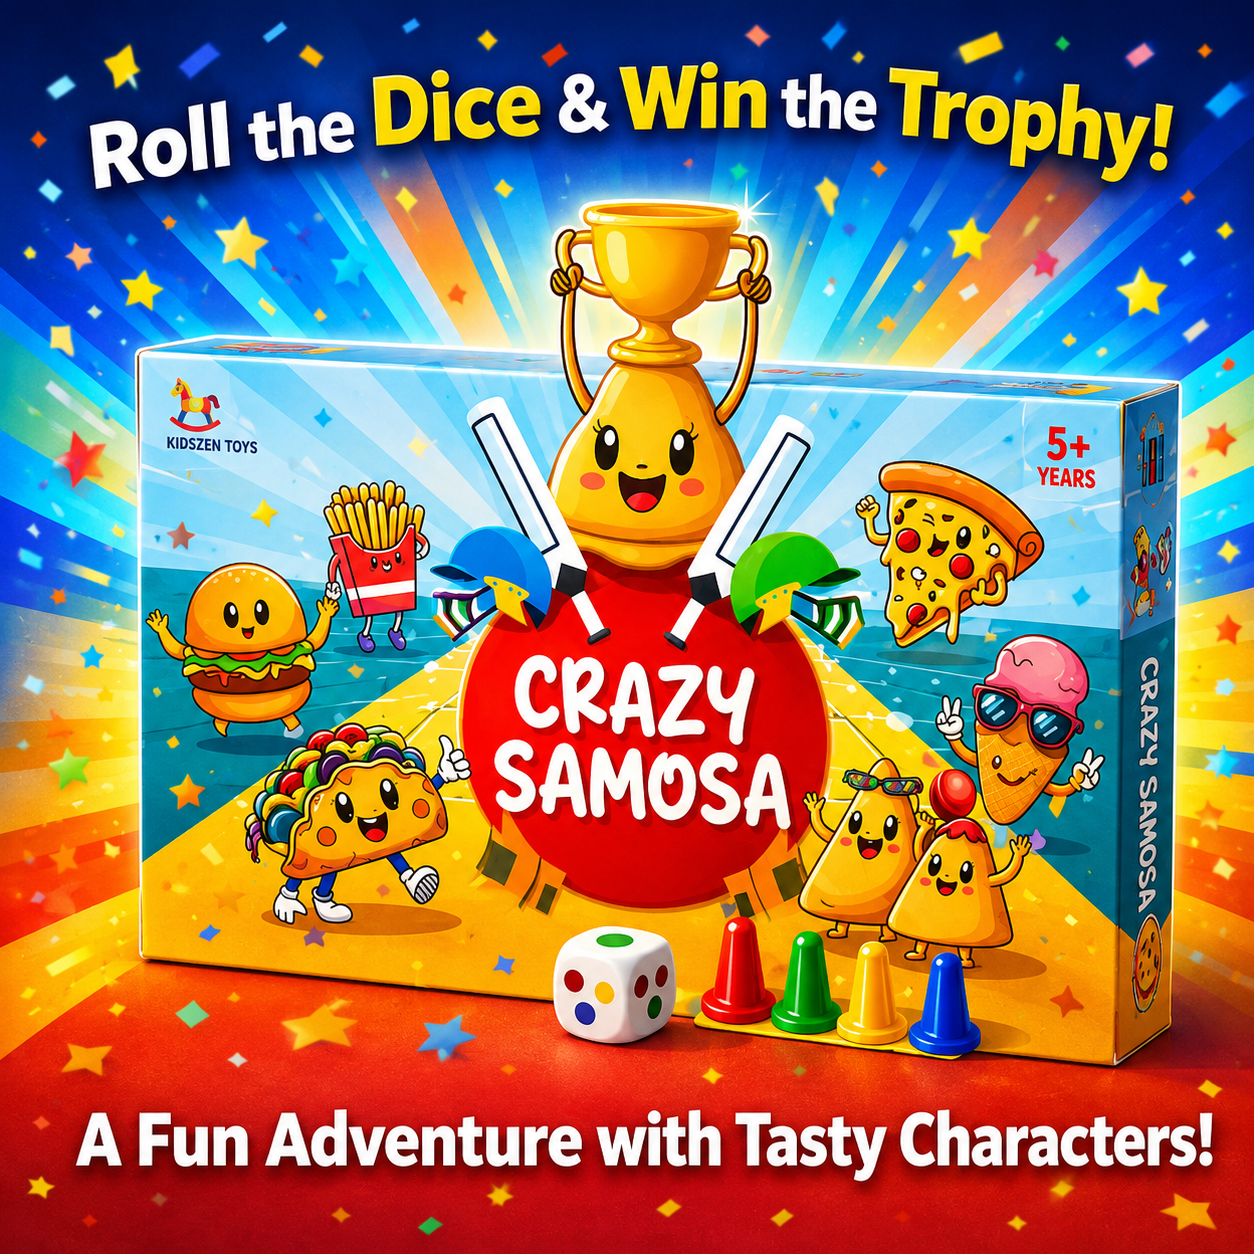 Roll the Dice & Win the Trophy!
KIDSZEN TOYS
5+
YEARS
CRAZY
SAMOSA
CRAZY SAMOSA
A Fun Adventure with Tasty Characters!